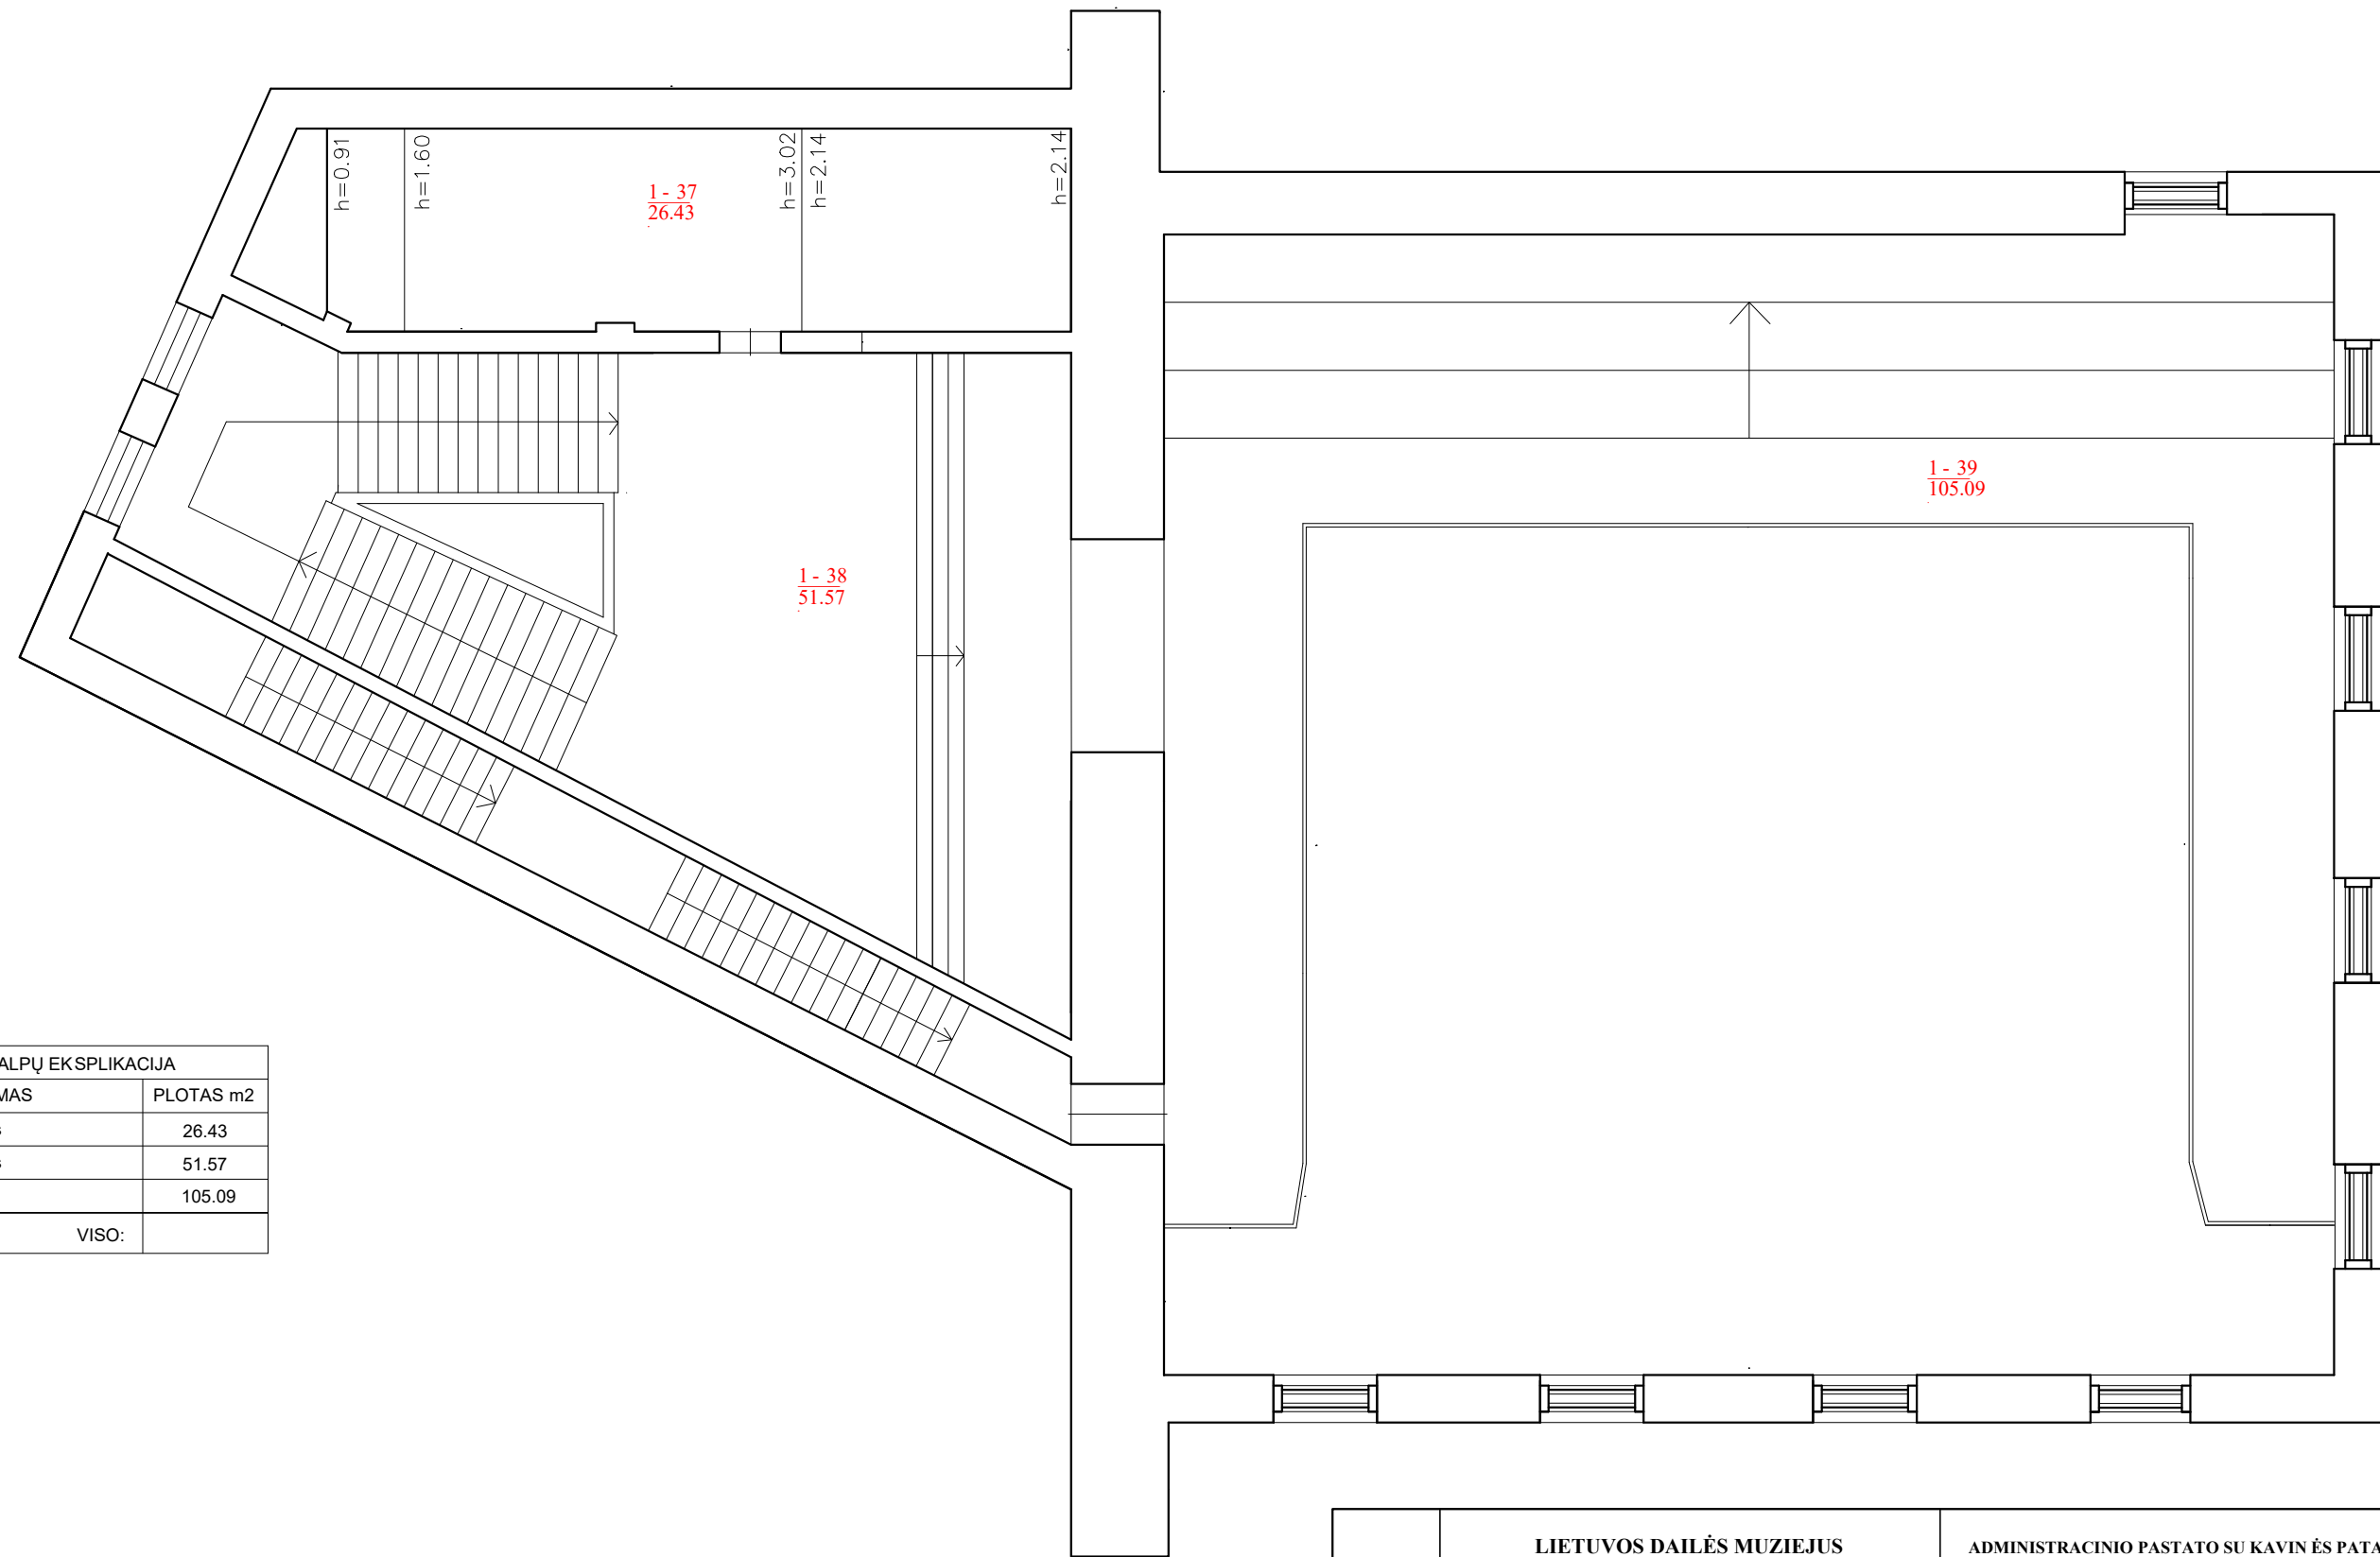 h=0.91
h=1.60
h=3.02
h=2.14
h=2.14
1 - 37
26.43
1 - 39
105.09
1 - 38
51.57
ALPŲ EKSPLIKACIJA
MAS PLOTAS m2
26.43
51.57
105.09
VISO:
LIETUVOS DAILĖS MUZIEJUS
ADMINISTRACINIO PASTATO SU KAVIN ĖS PATA